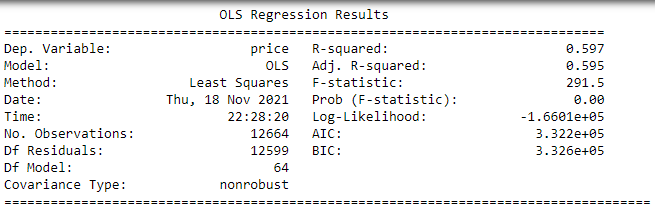 OLS Regression Results
==============================================================================
Dep. Variable: price R-squared: 0.597
Model: OLS Adj. R-squared: 0.595
Method: Least Squares F-statistic: 291.5
Date: Thu, 18 Nov 2021 Prob (F-statistic): 0.00
Time: 22:28:20 Log-Likelihood: -1.6601e+05
No. Observations: 12664 AIC: 3.322e+05
Df Residuals: 12599 BIC: 3.326e+05
Df Model: 64
Covariance Type: nonrobust
====================================================================================